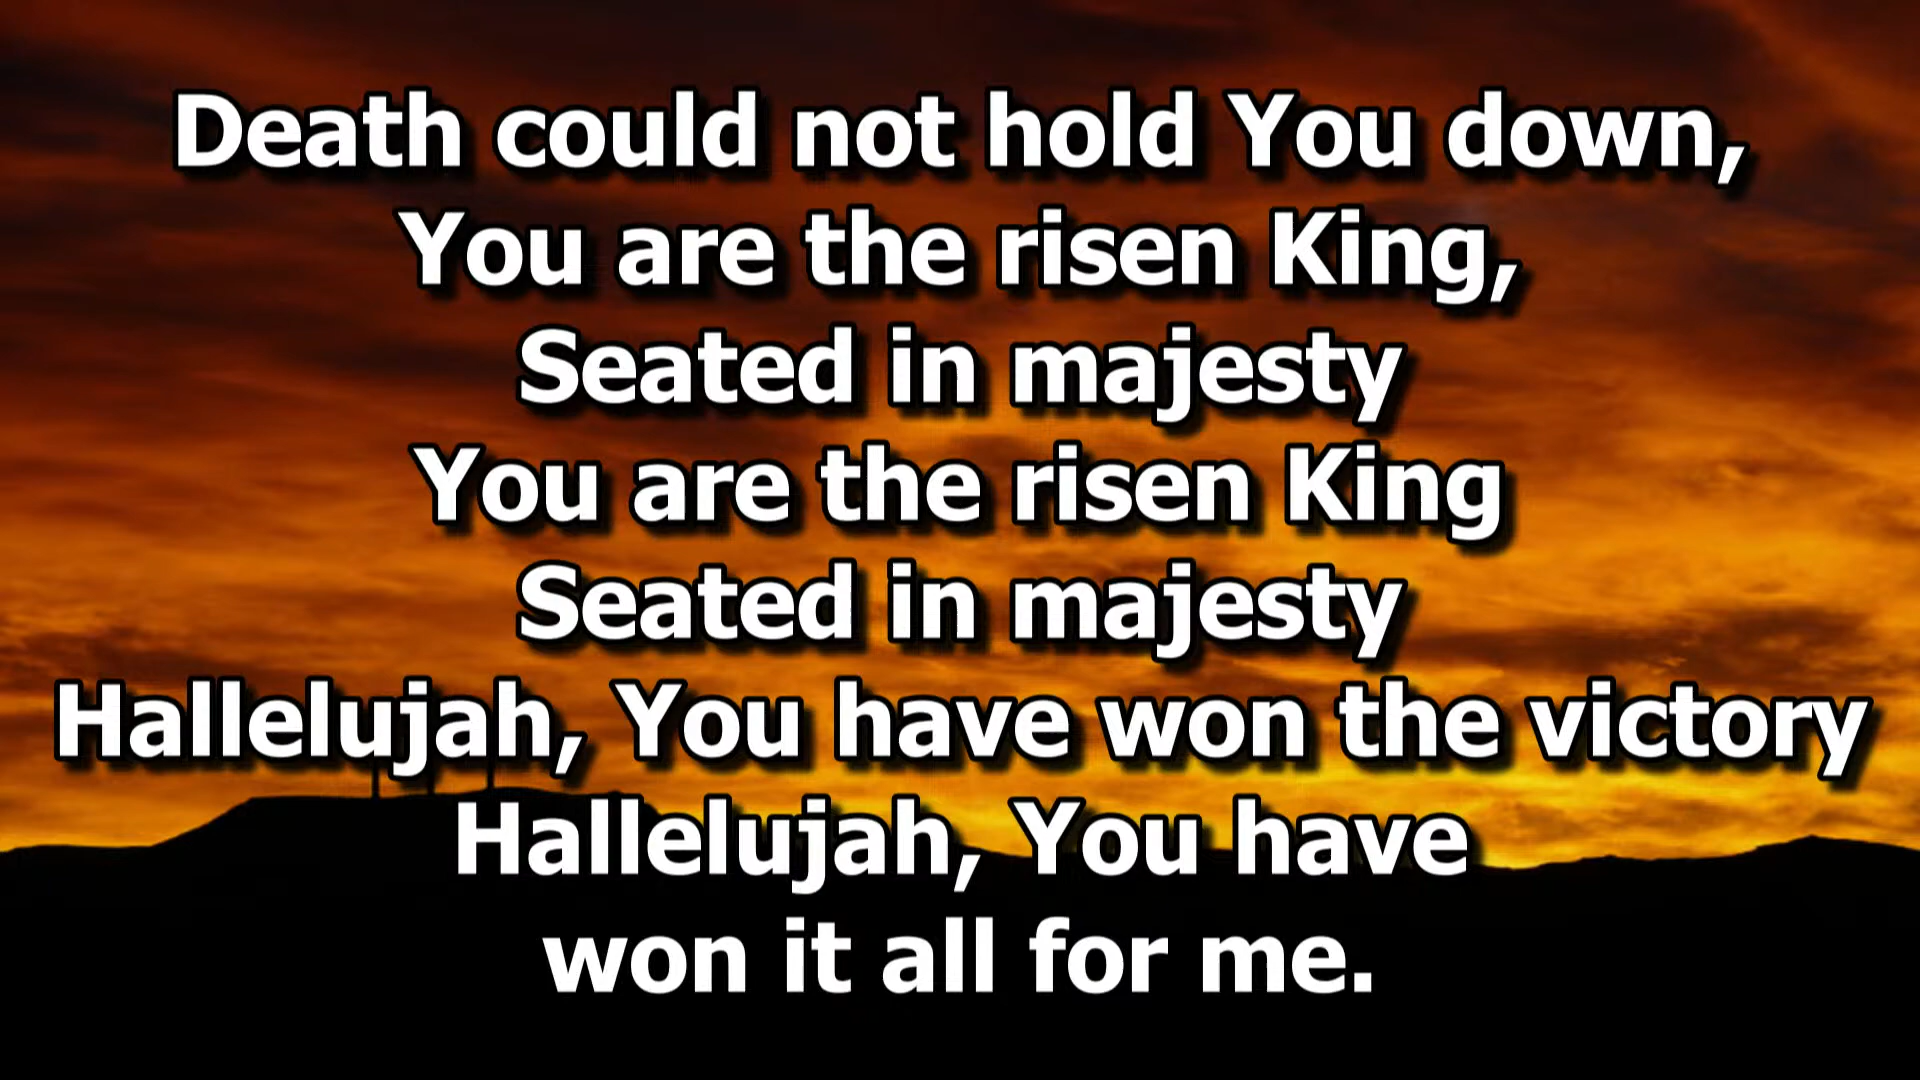 Death could not hold You down,
You are the risen King,
Seated in majesty
You are the risen King
Seated in majesty
Hallelujah, You have won the victory
Hallelujah, You have
won it all for me.